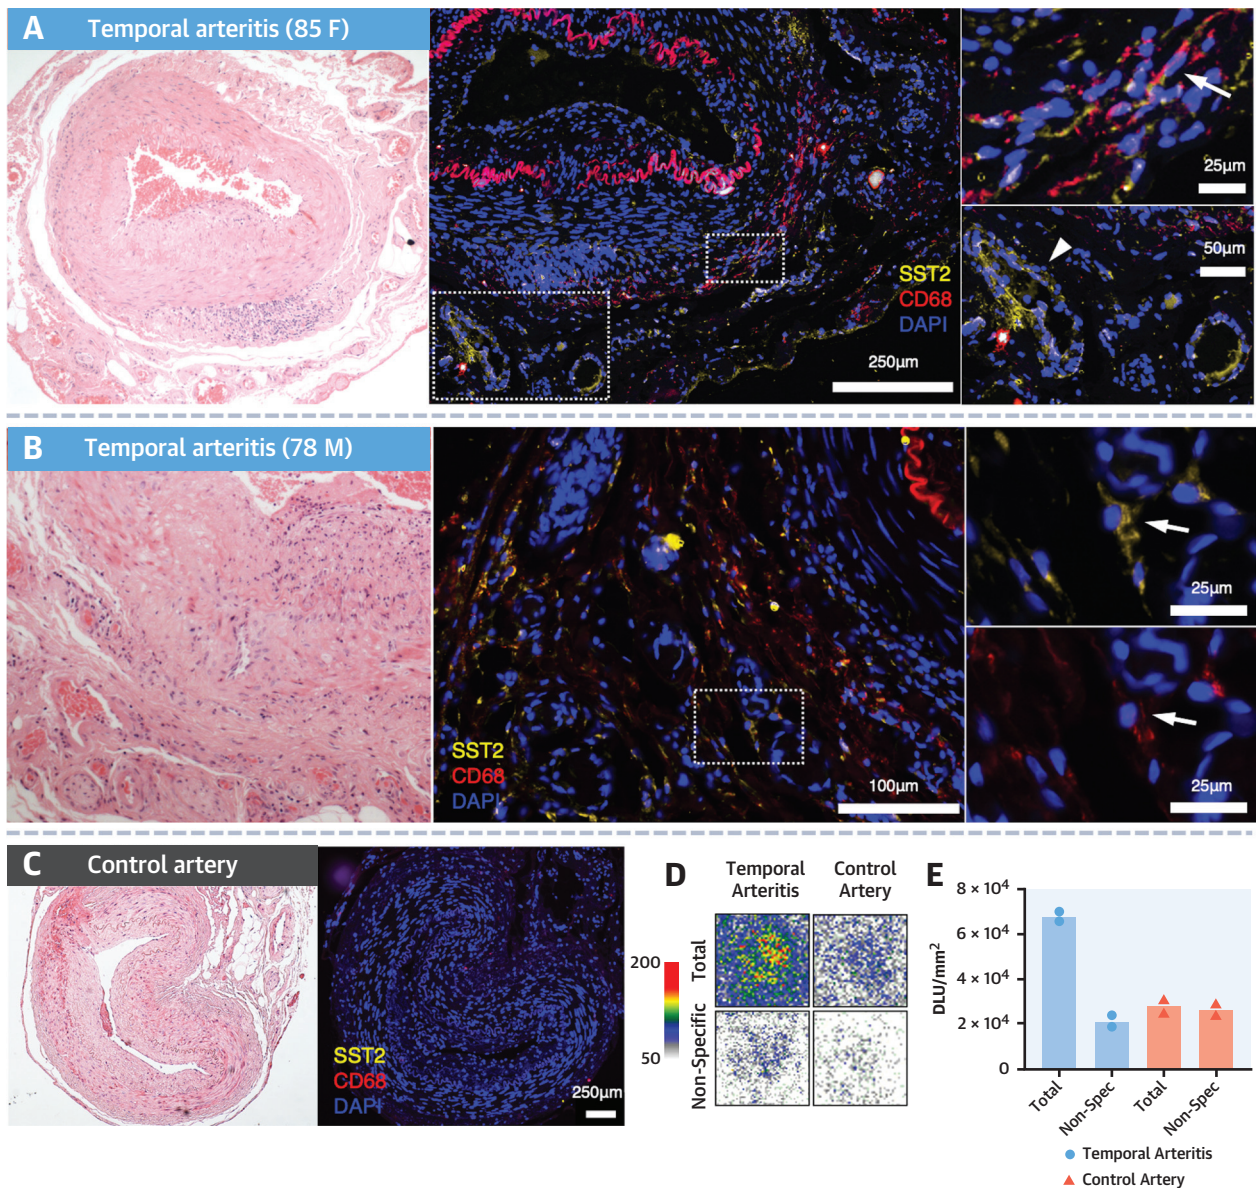 A Temporal arteritis (85 F)
SST2
CD68
DAPI
250µm
25µm
50µm
B Temporal arteritis (78 M)
SST2
CD68
DAPI
100µm
25µm
25µm
C Control artery
SST2
CD68
DAPI
250µm
D
Temporal
Arteritis
Control
Artery
Total
Non-Specific
200
50
E
DLU/mm²
8 × 10⁴
6 × 10⁴
4 × 10⁴
2 × 10⁴
0
Total
Non-Spec
Total
Non-Spec
Temporal Arteritis
Control Artery